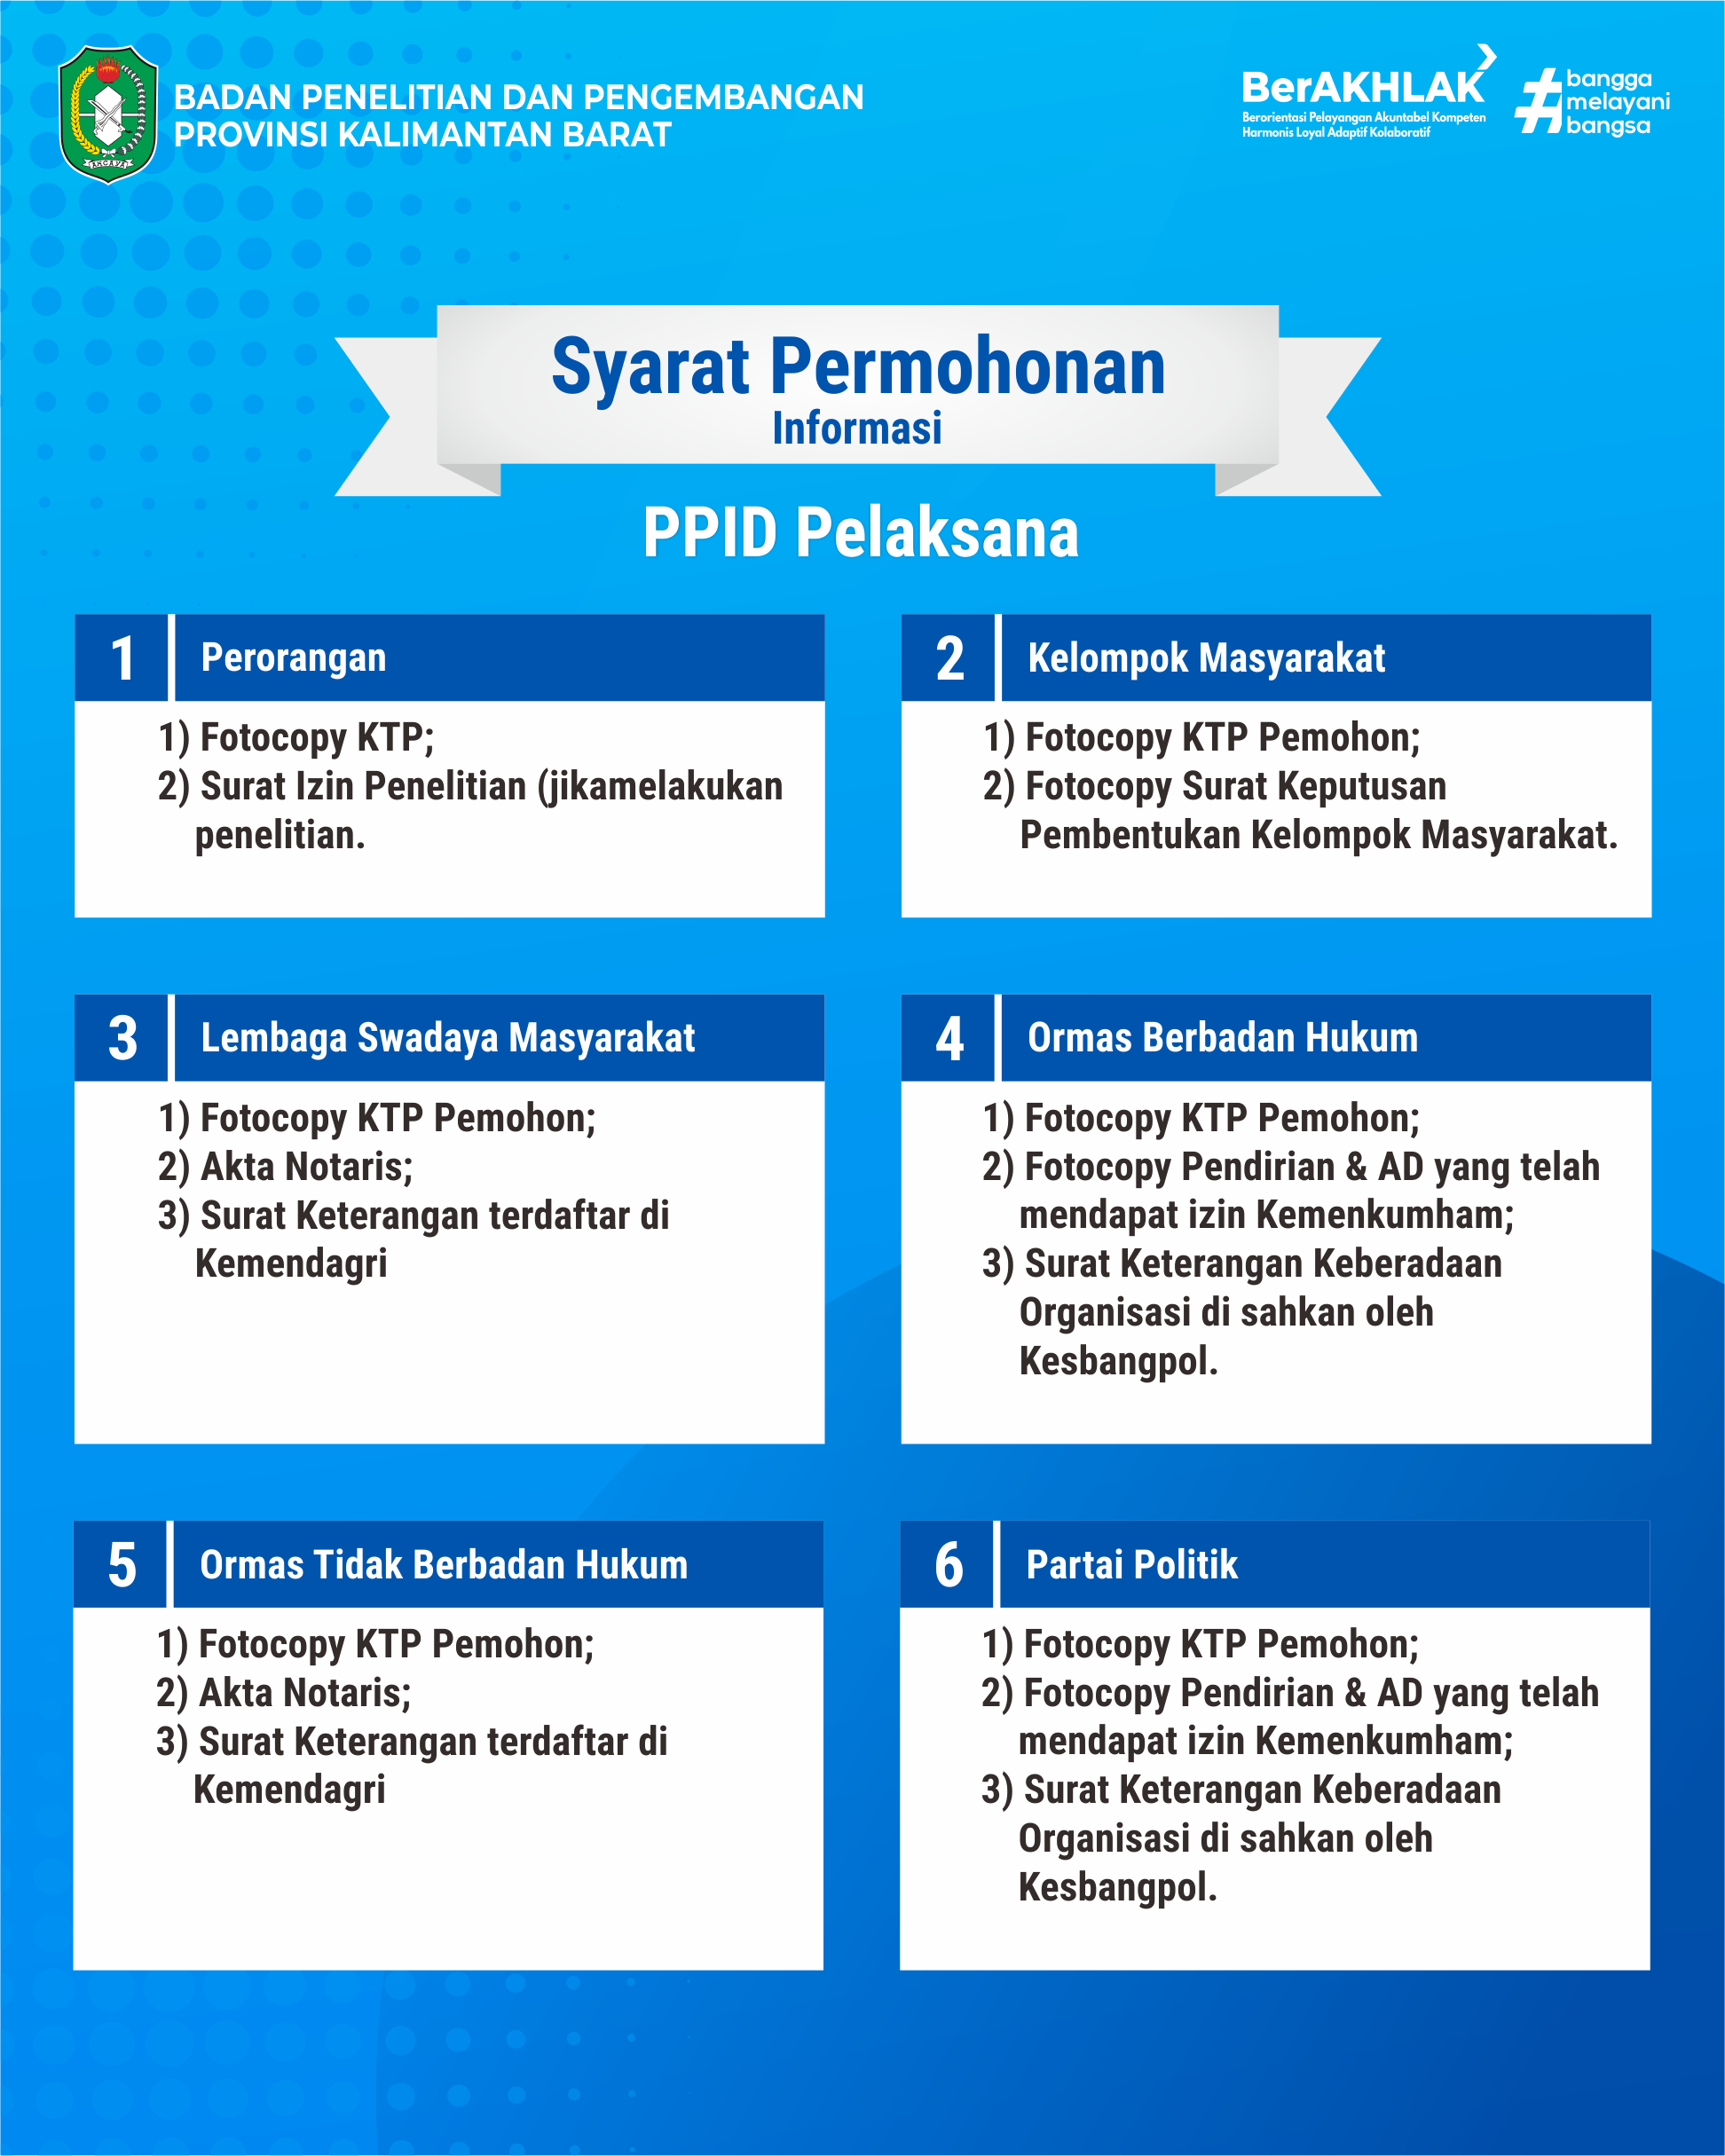 BADAN PENELITIAN DAN PENGEMBANGAN
PROVINSI KALIMANTAN BARAT
AKCAYA
BerAKHLAK
Berorientasi Pelayangan Akuntabel Kompeten
Harmonis Loyal Adaptif Kolaboratif
#
bangga
melayani
bangsa
Syarat Permohonan
Informasi
PPID Pelaksana
1 Perorangan
1) Fotocopy KTP;
2) Surat Izin Penelitian (jikamelakukan
penelitian.
2 Kelompok Masyarakat
1) Fotocopy KTP Pemohon;
2) Fotocopy Surat Keputusan
Pembentukan Kelompok Masyarakat.
3 Lembaga Swadaya Masyarakat
1) Fotocopy KTP Pemohon;
2) Akta Notaris;
3) Surat Keterangan terdaftar di
Kemendagri
4 Ormas Berbadan Hukum
1) Fotocopy KTP Pemohon;
2) Fotocopy Pendirian & AD yang telah
mendapat izin Kemenkumham;
3) Surat Keterangan Keberadaan
Organisasi di sahkan oleh
Kesbangpol.
5 Ormas Tidak Berbadan Hukum
1) Fotocopy KTP Pemohon;
2) Akta Notaris;
3) Surat Keterangan terdaftar di
Kemendagri
6 Partai Politik
1) Fotocopy KTP Pemohon;
2) Fotocopy Pendirian & AD yang telah
mendapat izin Kemenkumham;
3) Surat Keterangan Keberadaan
Organisasi di sahkan oleh
Kesbangpol.